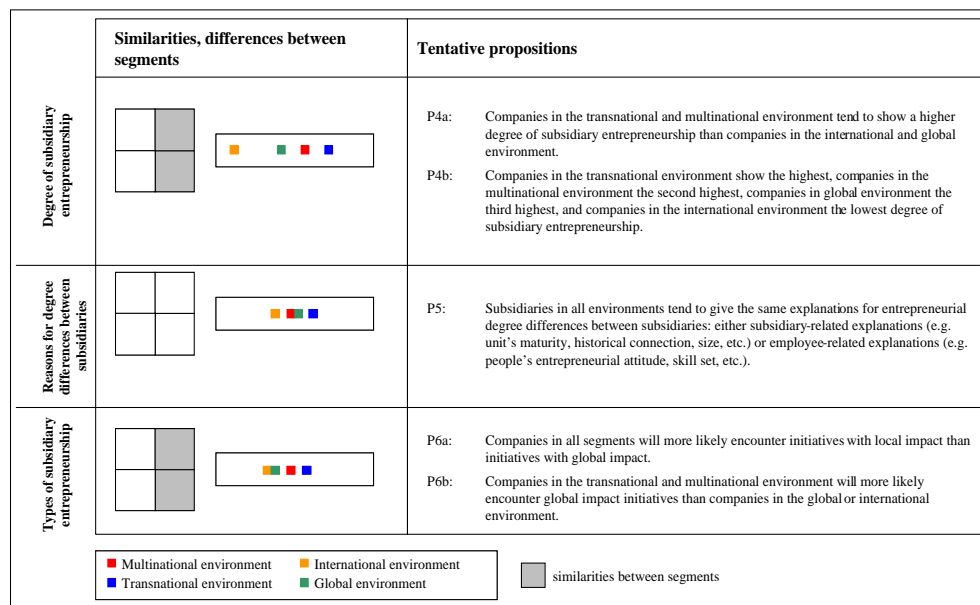 Similarities, differences between
segments
Tentative propositions
Degree of subsidiary
entrepreneurship
P4a: Companies in the transnational and multinational environment tend to show a higher
degree of subsidiary entrepreneurship than companies in the international and global
environment.
P4b: Companies in the transnational environment show the highest, companies in the
multinational environment the second highest, companies in global environment the
third highest, and companies in the international environment the lowest degree of
subsidiary entrepreneurship.
Reasons for degree
differences between
subsidiaries
P5: Subsidiaries in all environments tend to give the same explanations for entrepreneurial
degree differences between subsidiaries: either subsidiary-related explanations (e.g.
unit's maturity, historical connection, size, etc.) or employee-related explanations (e.g.
people's entrepreneurial attitude, skill set, etc.).
Types of subsidiary
entrepreneurship
P6a: Companies in all segments will more likely encounter initiatives with local impact than
initiatives with global impact.
P6b: Companies in the transnational and multinational environment will more likely
encounter global impact initiatives than companies in the global or international
environment.
Multinational environment
International environment
Transnational environment
Global environment
similarities between segments